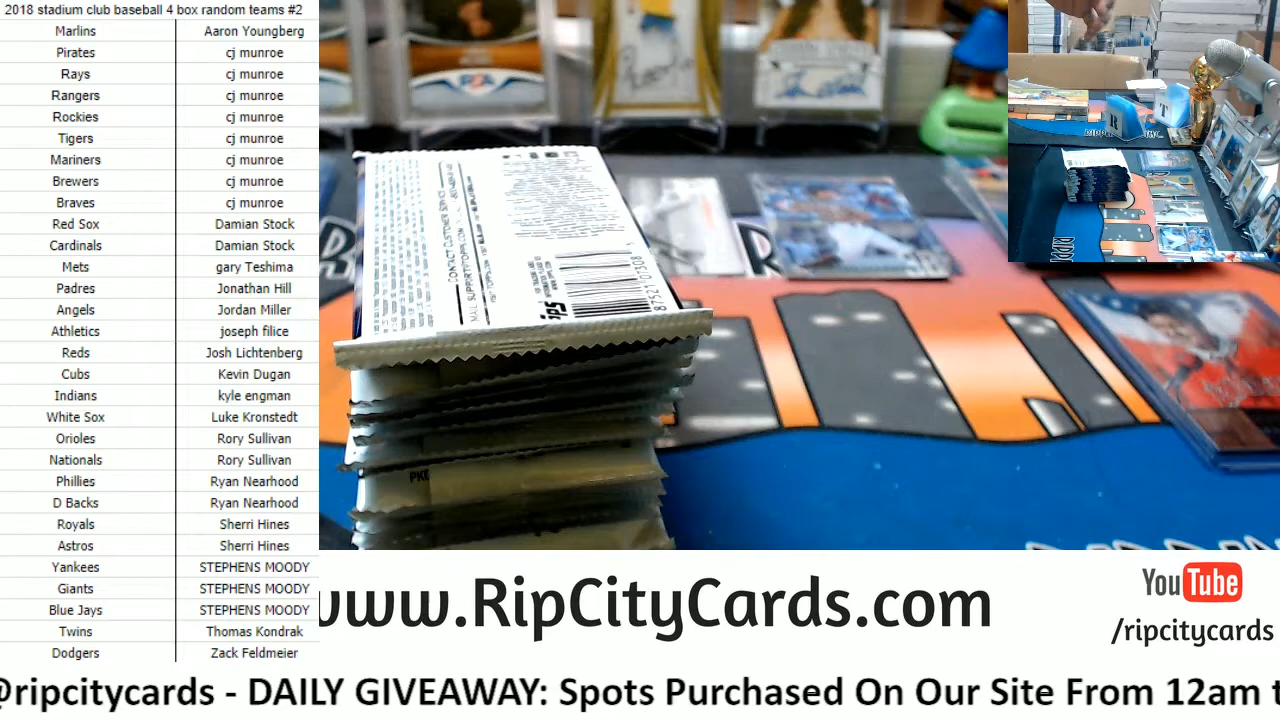 2018 stadium club baseball 4 box random teams #2
Marlins Aaron Youngberg
Pirates cj munroe
Rays cj munroe
Rangers cj munroe
Rockies cj munroe
Tigers cj munroe
Mariners cj munroe
Brewers cj munroe
Braves cj munroe
Red Sox Damian Stock
Cardinals Damian Stock
Mets gary Teshima
Padres Jonathan Hill
Angels Jordan Miller
Athletics joseph filice
Reds Josh Lichtenberg
Cubs Kevin Dugan
Indians kyle engman
White Sox Luke Kronstedt
Orioles Rory Sullivan
Nationals Rory Sullivan
Phillies Ryan Nearhood
D Backs Ryan Nearhood
Royals Sherri Hines
Astros Sherri Hines
Yankees STEPHENS MOODY
Giants STEPHENS MOODY
Blue Jays STEPHENS MOODY
Twins Thomas Kondrak
Dodgers Zack Feldmeier
CONTACT CUSTOMER SERVICE
87521 07308
PKG
R
T
www.RipCityCards.com
YouTube
/ripcitycards
@ripcitycards - DAILY GIVEAWAY: Spots Purchased On Our Site From 12am t